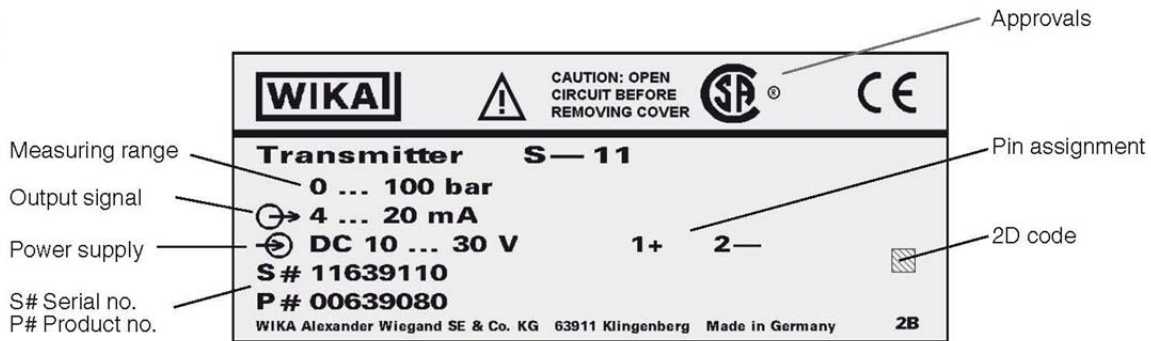 Approvals
WIKA
CAUTION: OPEN
CIRCUIT BEFORE
REMOVING COVER
CSA ®
CE
Measuring range
Transmitter S — 11
Pin assignment
0 ... 100 bar
Output signal
4 ... 20 mA
Power supply
DC 10 ... 30 V 1+ 2—
2D code
S# 11639110
S# Serial no.
P# Product no.
P# 00639080
WIKA Alexander Wiegand SE & Co. KG 63911 Klingenberg Made in Germany 2B